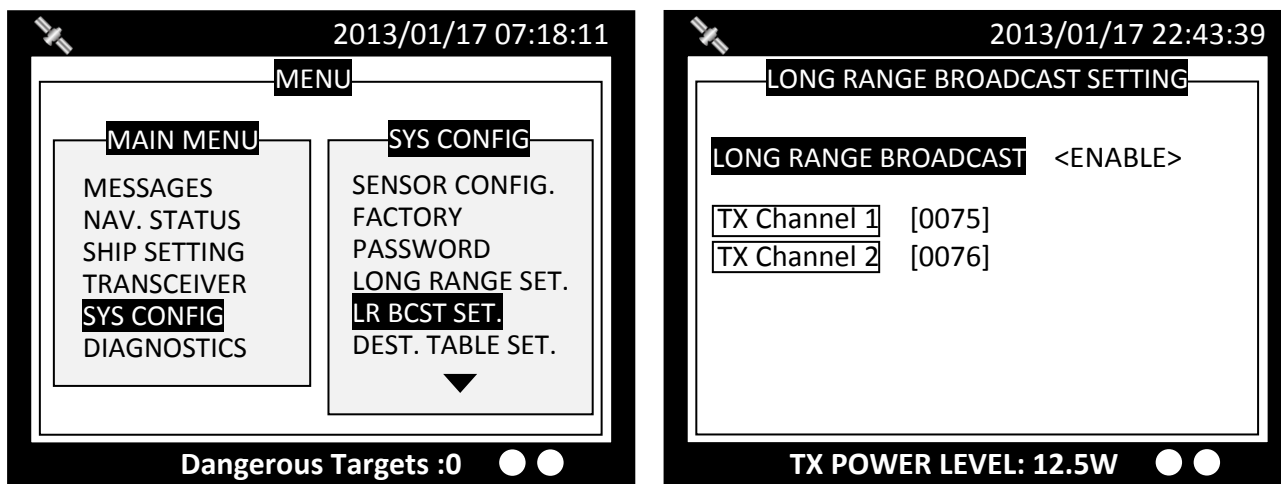 2013/01/17 07:18:11
MENU
MAIN MENU
MESSAGES
NAV. STATUS
SHIP SETTING
TRANSCEIVER
SYS CONFIG
DIAGNOSTICS
SYS CONFIG
SENSOR CONFIG.
FACTORY
PASSWORD
LONG RANGE SET.
LR BCST SET.
DEST. TABLE SET.
Dangerous Targets :0
2013/01/17 22:43:39
LONG RANGE BROADCAST SETTING
LONG RANGE BROADCAST <ENABLE>
TX Channel 1 [0075]
TX Channel 2 [0076]
TX POWER LEVEL: 12.5W